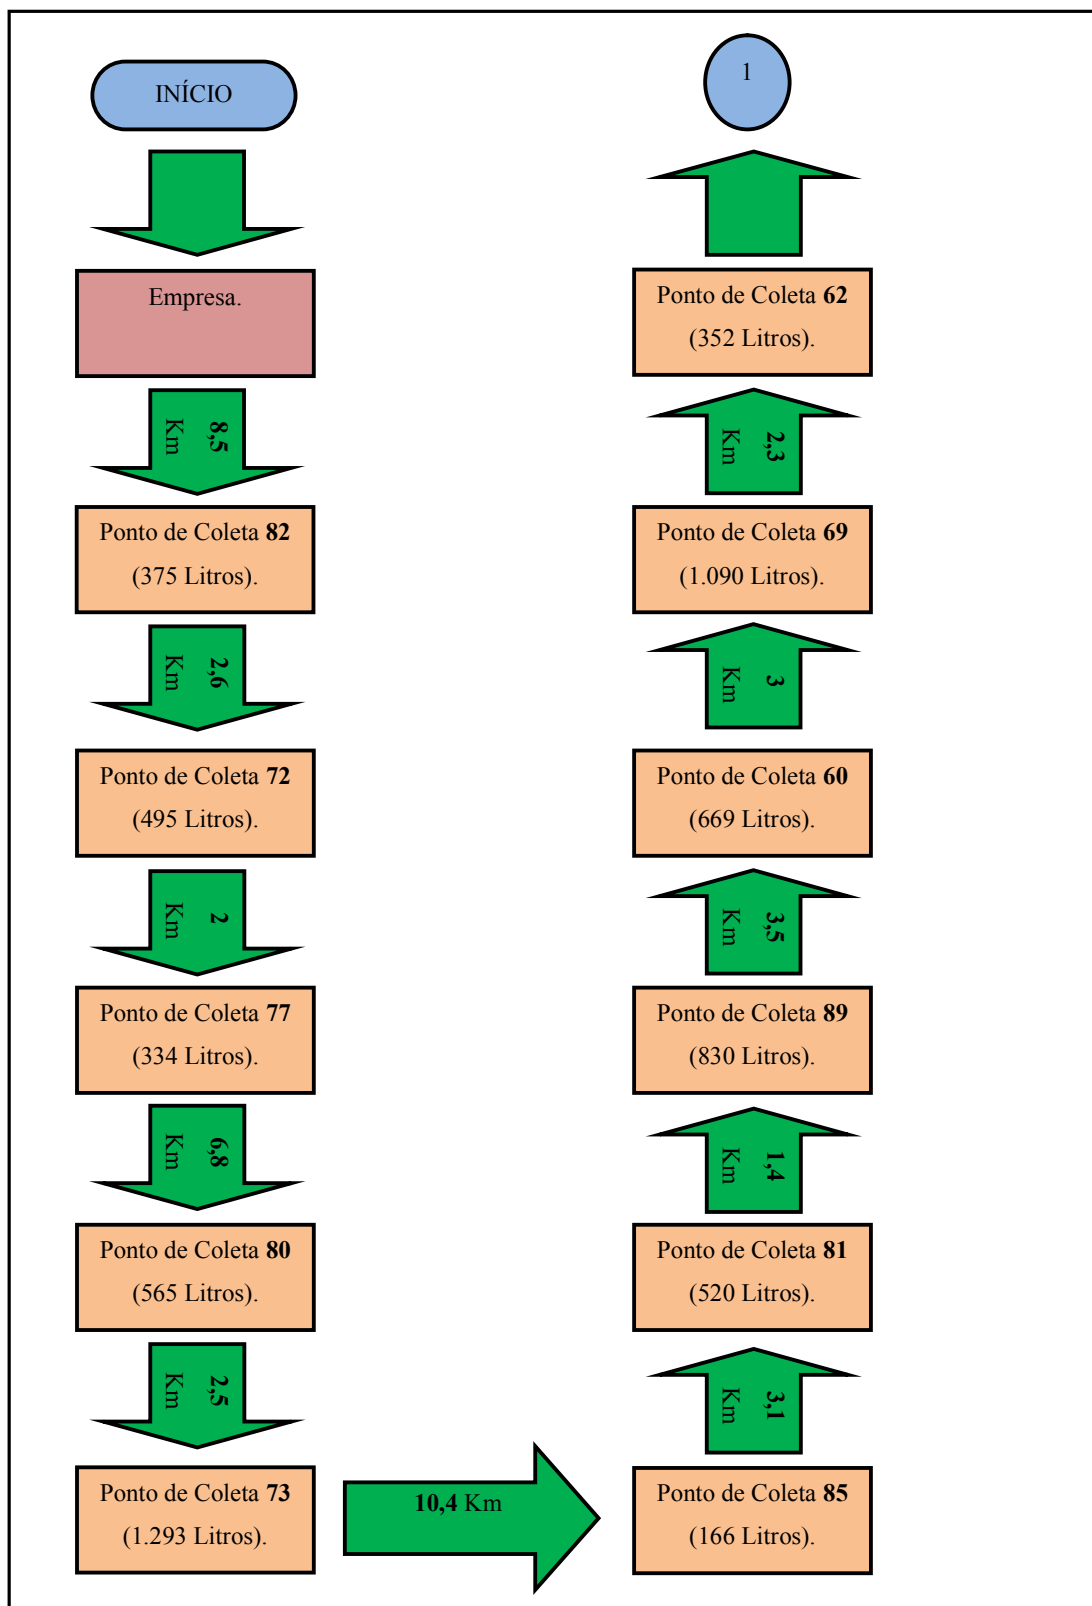 INÍCIO
Empresa.
8,5
Km
Ponto de Coleta 82
(375 Litros).
2,6
Km
Ponto de Coleta 72
(495 Litros).
2
Km
Ponto de Coleta 77
(334 Litros).
6,8
Km
Ponto de Coleta 80
(565 Litros).
2,5
Km
Ponto de Coleta 73
(1.293 Litros).
10,4 Km
Ponto de Coleta 85
(166 Litros).
3,1
Km
Ponto de Coleta 81
(520 Litros).
1,4
Km
Ponto de Coleta 89
(830 Litros).
3,5
Km
Ponto de Coleta 60
(669 Litros).
3
Km
Ponto de Coleta 69
(1.090 Litros).
2,3
Km
Ponto de Coleta 62
(352 Litros).
1